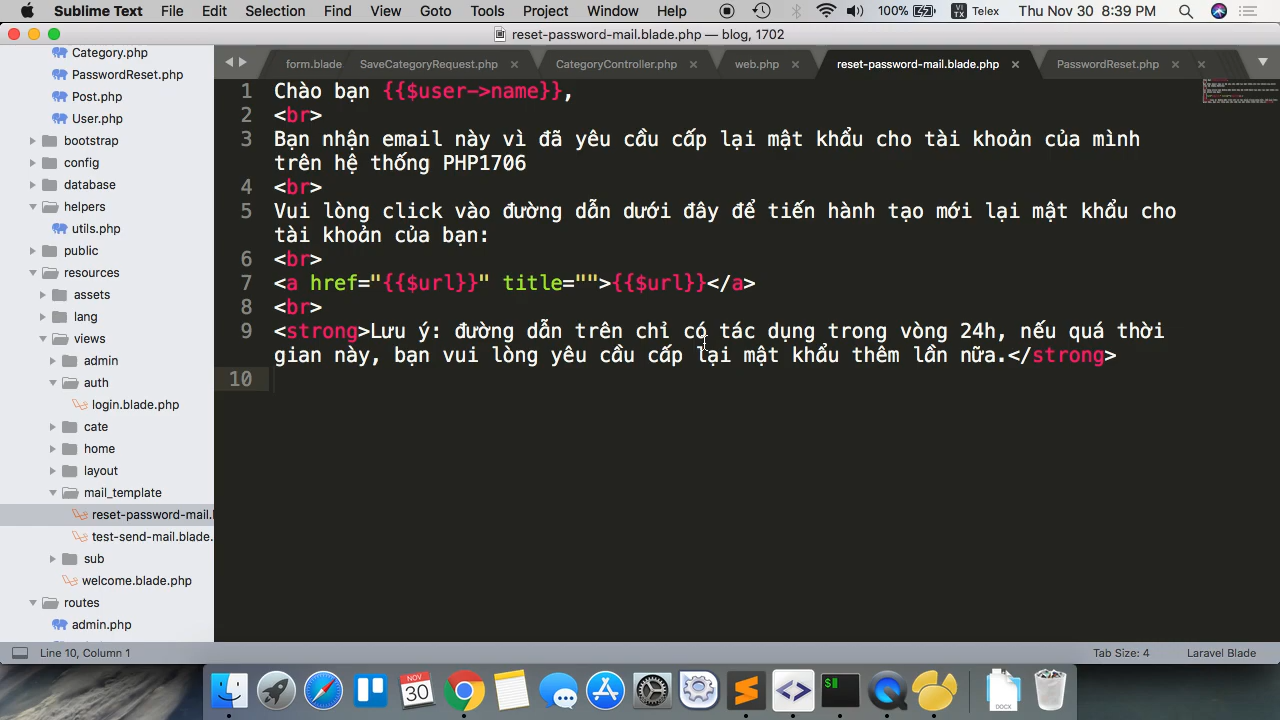 Sublime Text File Edit Selection Find View Goto Tools Project Window Help 100% VI TX Telex Thu Nov 30 8:39 PM
reset-password-mail.blade.php — blog, 1702
form.blade SaveCategoryRequest.php CategoryController.php web.php reset-password-mail.blade.php PasswordReset.php
Category.php
PasswordReset.php
Post.php
User.php
bootstrap
config
database
helpers
utils.php
public
resources
assets
lang
views
admin
auth
login.blade.php
cate
home
layout
mail_template
reset-password-mail.b
test-send-mail.blade.
sub
welcome.blade.php
routes
admin.php
1 Chào bạn {{$user->name}},
2 <br>
3 Bạn nhận email này vì đã yêu cầu cấp lại mật khẩu cho tài khoản của mình
trên hệ thống PHP1706
4 <br>
5 Vui lòng click vào đường dẫn dưới đây để tiến hành tạo mới lại mật khẩu cho
tài khoản của bạn:
6 <br>
7 <a href="{{$url}}" title="">{{$url}}</a>
8 <br>
9 <strong>Lưu ý: đường dẫn trên chỉ có tác dụng trong vòng 24h, nếu quá thời
gian này, bạn vui lòng yêu cầu cấp lại mật khẩu thêm lần nữa.</strong>
10
Line 10, Column 1 Tab Size: 4 Laravel Blade
NOV
30
$
DOCX